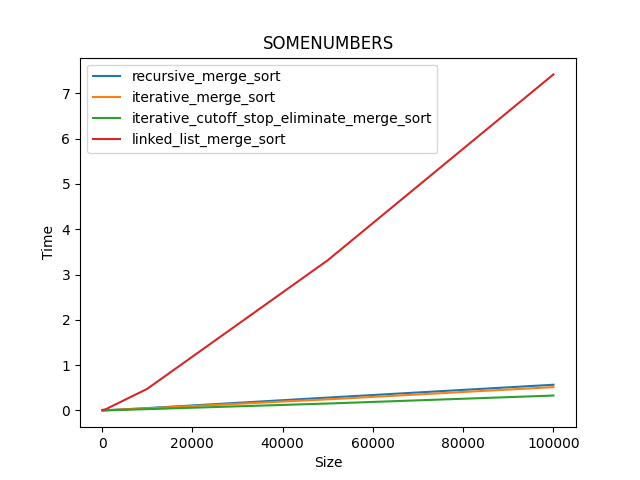 SOMENUMBERS
recursive_merge_sort
iterative_merge_sort
iterative_cutoff_stop_eliminate_merge_sort
linked_list_merge_sort
Time
7
6
5
4
3
2
1
0
0 20000 40000 60000 80000 100000
Size